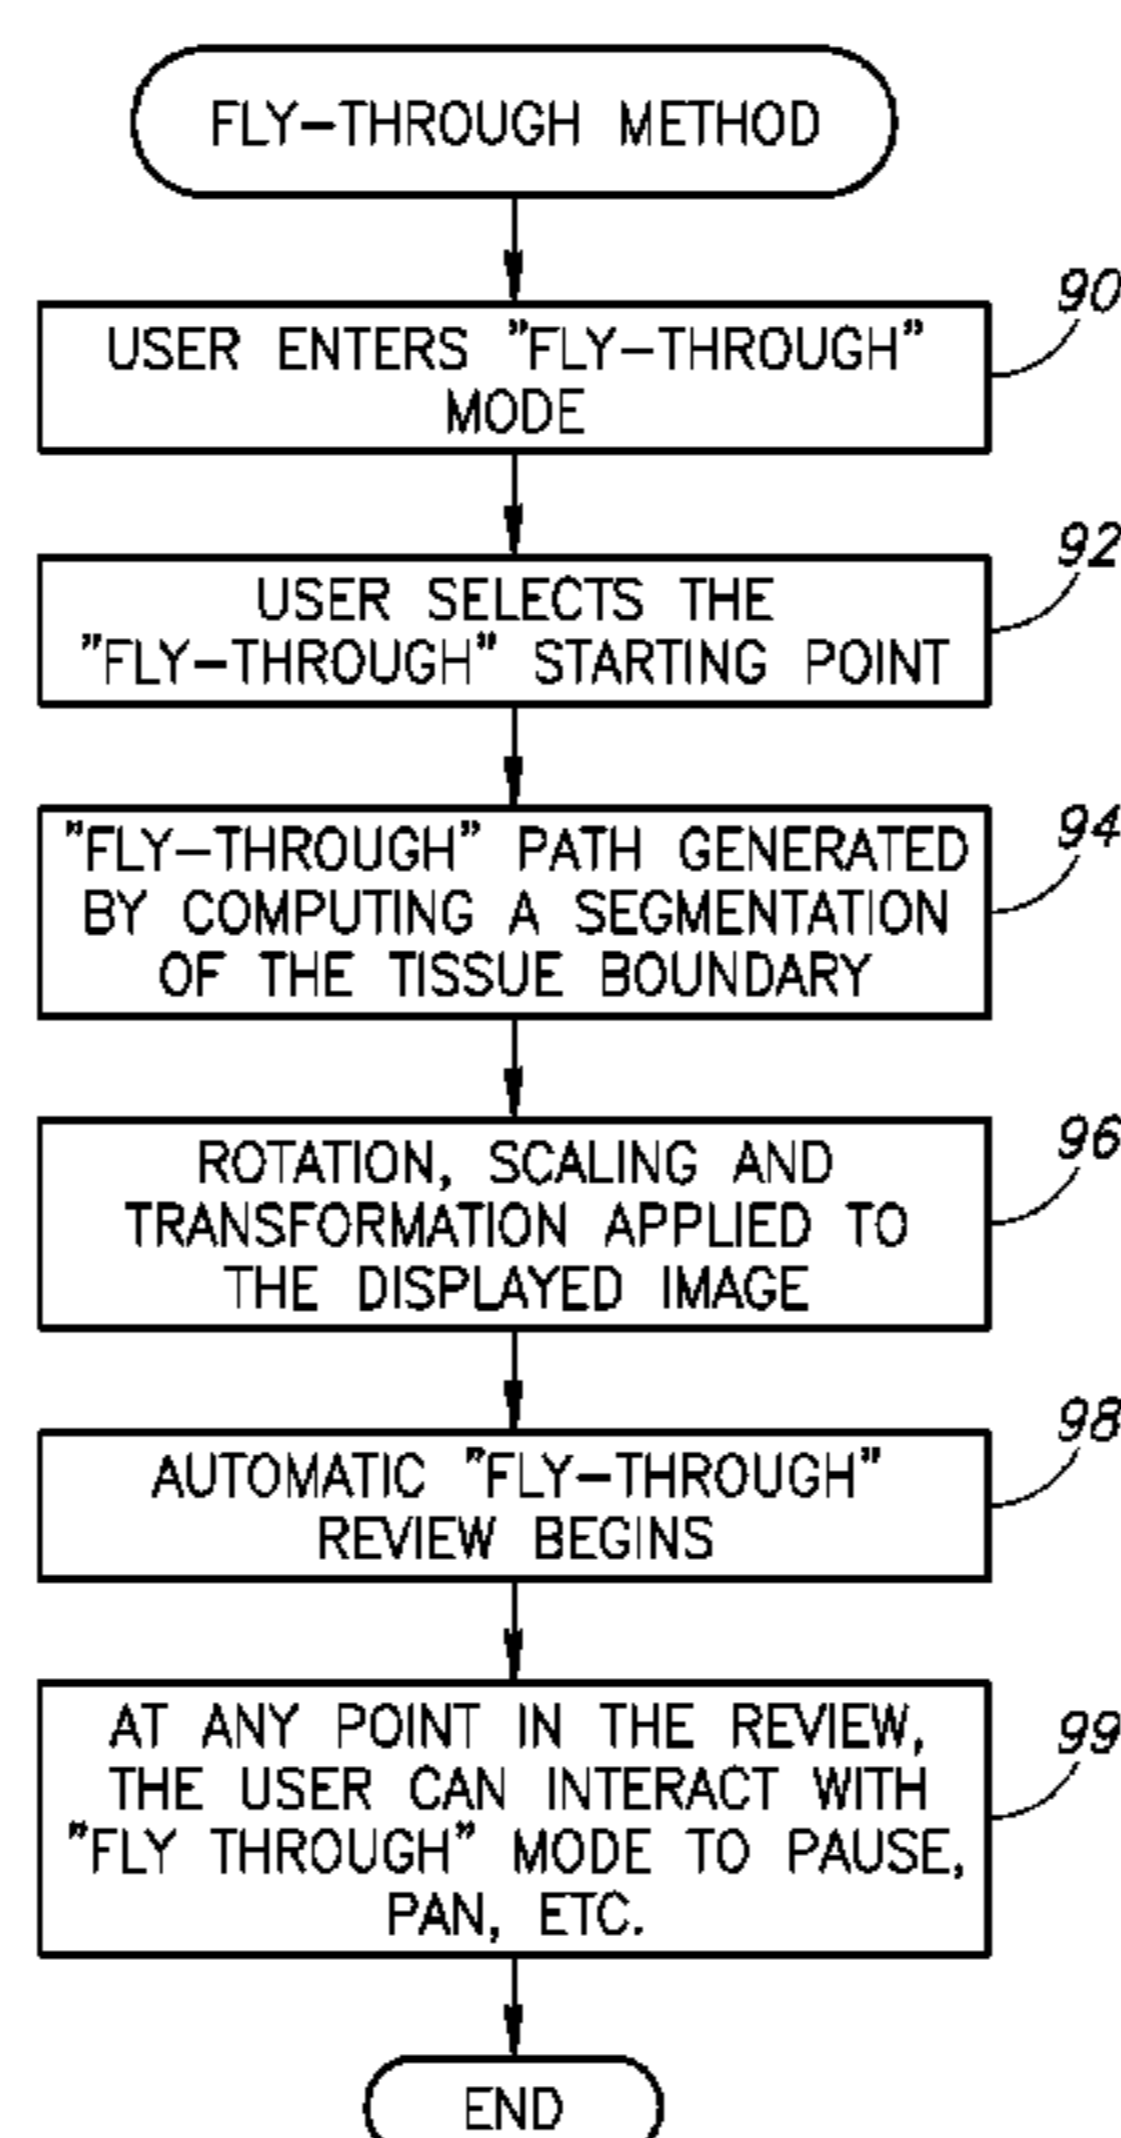 FLY-THROUGH METHOD
90
USER ENTERS "FLY-THROUGH"
MODE
92
USER SELECTS THE
"FLY-THROUGH" STARTING POINT
94
"FLY-THROUGH" PATH GENERATED
BY COMPUTING A SEGMENTATION
OF THE TISSUE BOUNDARY
96
ROTATION, SCALING AND
TRANSFORMATION APPLIED TO
THE DISPLAYED IMAGE
98
AUTOMATIC "FLY-THROUGH"
REVIEW BEGINS
99
AT ANY POINT IN THE REVIEW,
THE USER CAN INTERACT WITH
"FLY THROUGH" MODE TO PAUSE,
PAN, ETC.
END